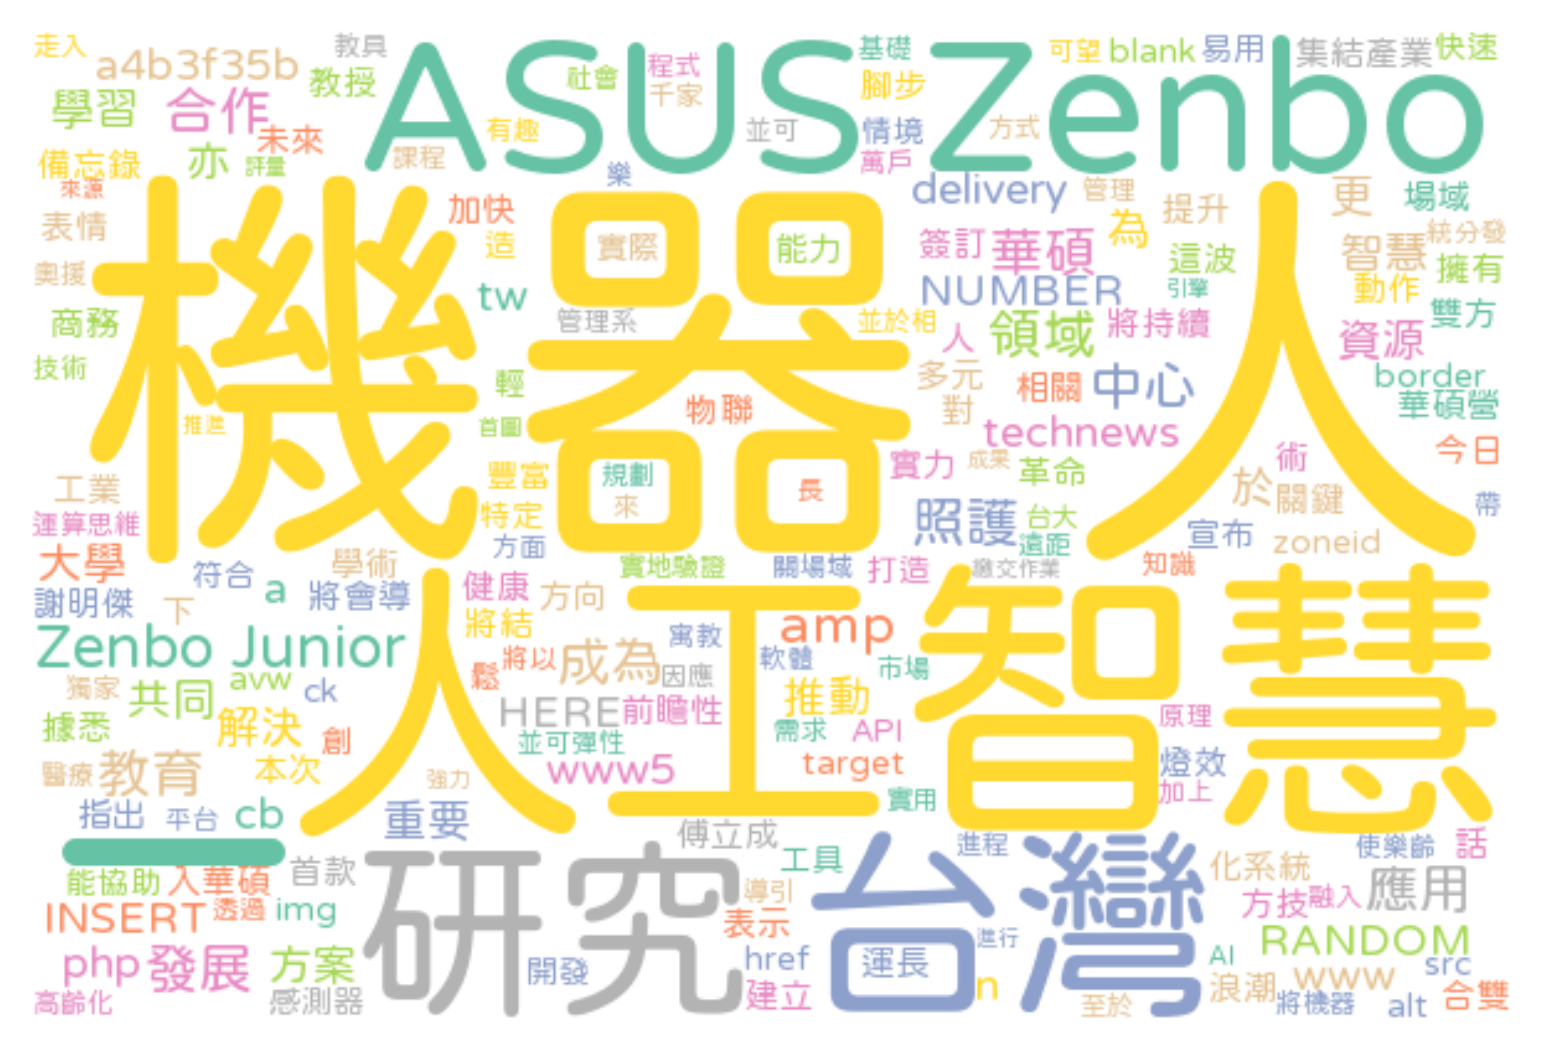 走入 a4b3f35b 教具 教授 ASUS Zenbo 社會 程式 千家 基礎 腳步 可望 blank 易用 集結產業 快速
學習 合作 未來 有趣 並可 情境 方式
備忘錄 亦 評量 課程 樂 萬戶
來源 表情 加快 造 delivery 管理 提升 更 場域
機器人 實際 能力 簽訂 華碩 為 這波 智慧 統分發
奧援 tw NUMBER 引擎 動作 擁有
商務 管理系 並於相 人 領域 將持續 資源 雙方
技術 輕 物聯 多元 對 相關 中心 border 華碩營
推進 首圖 technews 今日
工業 豐富 規劃 來 長 實力 成果 革命 術 於 關鍵 帶
運算思維 特定 方面 照護 台大 遠距 宣布 zoneid
大學 符合 學術 實地驗證 關場域 打造 繳交作業 知識
謝明傑 下 a 將會導 健康 方向 人工智慧
Zenbo Junior 將結 寓教 amp
獨家 共同 avw ck 鬆 將以 成為 因應 軟體 市場
據悉 解決 創 HERE 前瞻性 推動 需求 API 原理
醫療 教育 本次 強力 並可彈性 www5 target 燈效
指出 平台 cb 重要 實用 加上
傅立成 工具 進程 使樂齡 話
能協助 入華碩 首款 研究 導引 台灣 化系統
INSERT 透過 img 表示 方技 融入 應用
php 發展 方案 開發 href 運長 進行 AI RANDOM
高齡化 感測器 建立 n 至於 浪潮 www src
將機器 alt 合雙